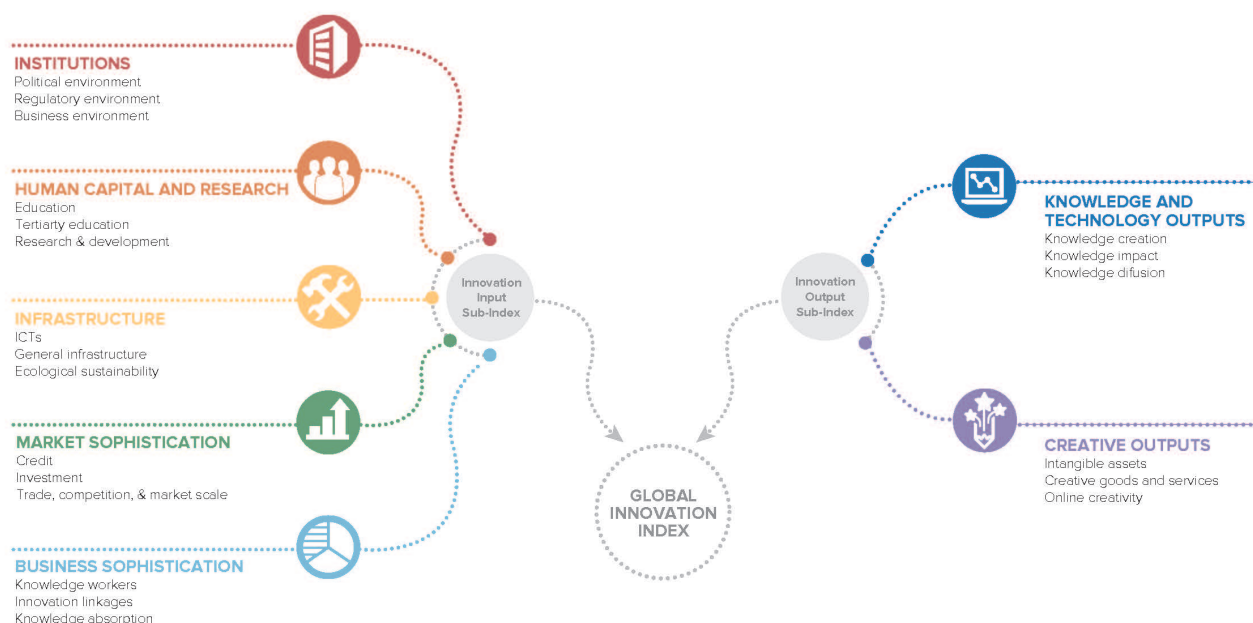 INSTITUTIONS
Political environment
Regulatory environment
Business environment
HUMAN CAPITAL AND RESEARCH
Education
Tertiarty education
Research & development
INFRASTRUCTURE
ICTs
General infrastructure
Ecological sustainability
MARKET SOPHISTICATION
Credit
Investment
Trade, competition, & market scale
BUSINESS SOPHISTICATION
Knowledge workers
Innovation linkages
Knowledge absorption
Innovation
Input
Sub-Index
GLOBAL
INNOVATION
INDEX
Innovation
Output
Sub-Index
KNOWLEDGE AND
TECHNOLOGY OUTPUTS
Knowledge creation
Knowledge impact
Knowledge difusion
CREATIVE OUTPUTS
Intangible assets
Creative goods and services
Online creativity